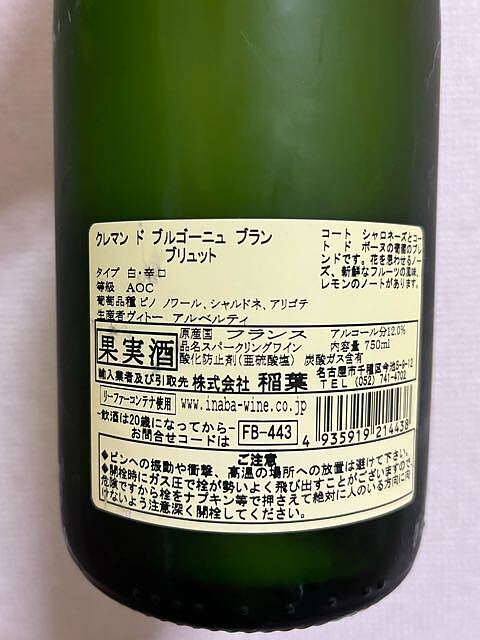 クレマン ド ブルゴーニュ ブラン
ブリュット
タイプ 白・辛口
等級 AOC
葡萄品種 ピノ ノワール、シャルドネ、アリゴテ
生産者 ヴィトー アルベルティ
コート シャロネーズとコー
ト ド ボーヌの葡萄のブレ
ンドです。花を思わせるノー
ズ、新鮮なフルーツの風味、
レモンのノートがあります。
果実酒
原産国 フランス アルコール分12.0%
品名スパークリングワイン 内容量 750ml
酸化防止剤(亜硫酸塩) 炭酸ガス含有
輸入業者及び引取先 株式会社 稲葉
名古屋市千種区今池5-8-12
TEL (052) 741-4702
リーファーコンテナ使用 www.inaba-wine.co.jp
-飲酒は20歳になってから-
お問合せコードは FB-443
4 935919 214438
ご注意
◆ビンへの振動や衝撃、高温の場所への放置は避けて下さい。
◆開栓時にガス圧で栓が勢いよく飛び出すことがございますので、
危険ですから栓をナプキン等で押さえて絶対に人のいる方向に向
けないよう注意深く開栓してください。